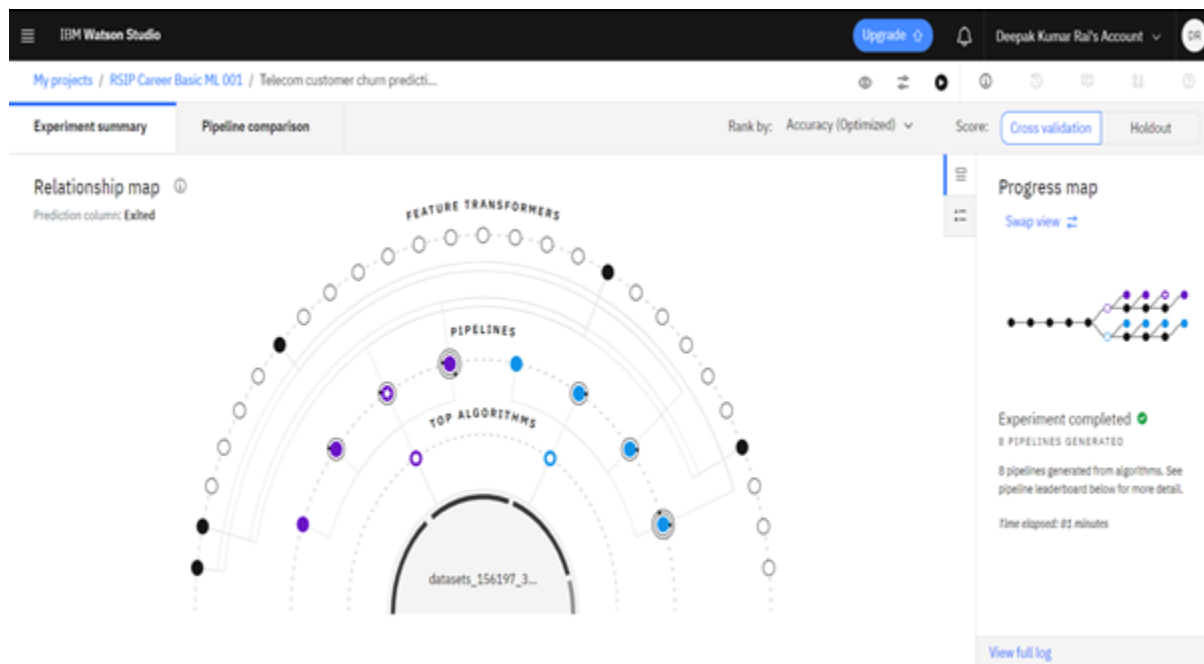 IBM Watson Studio
Upgrade
Deepak Kumar Rai's Account
DR
My projects / RSIP Career Basic ML 001 / Telecom customer churn predicti...
Experiment summary
Pipeline comparison
Rank by: Accuracy (Optimized)
Score: Cross validation Holdout
Relationship map
Prediction column: Exited
FEATURE TRANSFORMERS
PIPELINES
TOP ALGORITHMS
datasets_156197_3...
Progress map
Swap view
Experiment completed
8 PIPELINES GENERATED
8 pipelines generated from algorithms. See
pipeline leaderboard below for more detail.
Time elapsed: 81 minutes
View full log